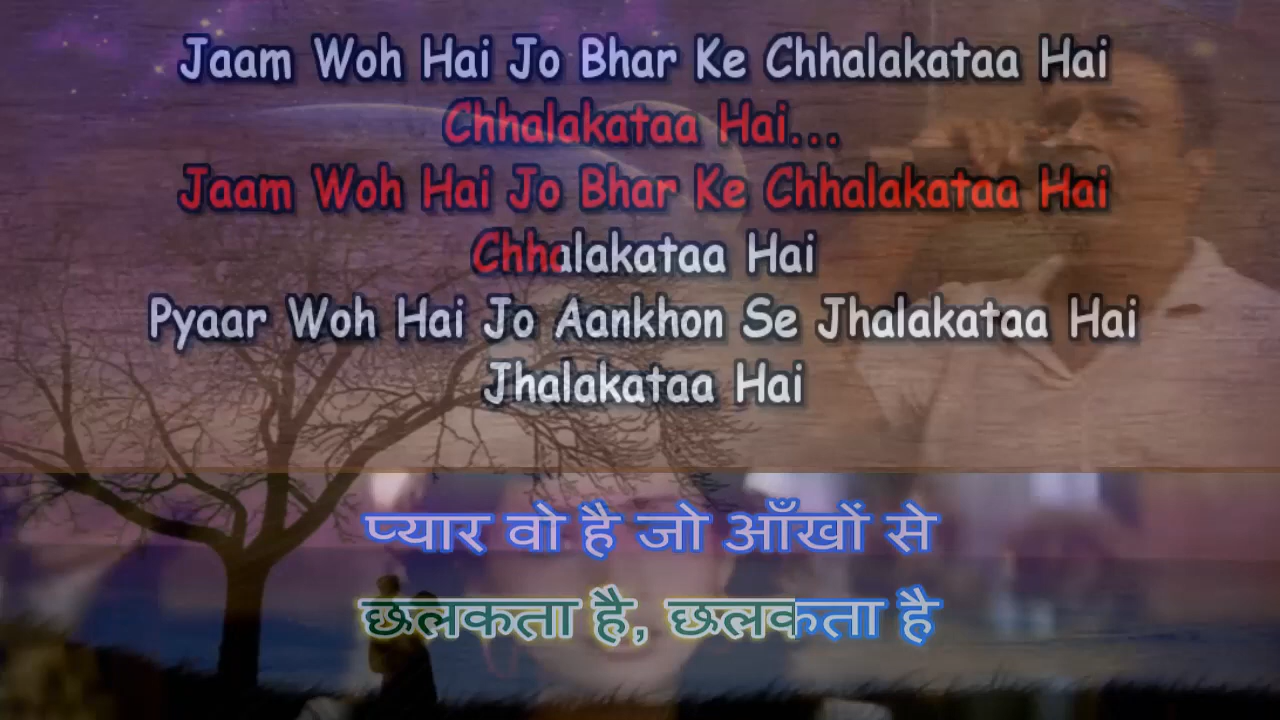 Jaam Woh Hai Jo Bhar Ke Chhalakataa Hai
Chhalakataa Hai...
Jaam Woh Hai Jo Bhar Ke Chhalakataa Hai
Chhalakataa Hai
Pyaar Woh Hai Jo Aankhon Se Jhalakataa Hai
Jhalakataa Hai
प्यार वो है जो आँखों से
छलकता है, छलकता है